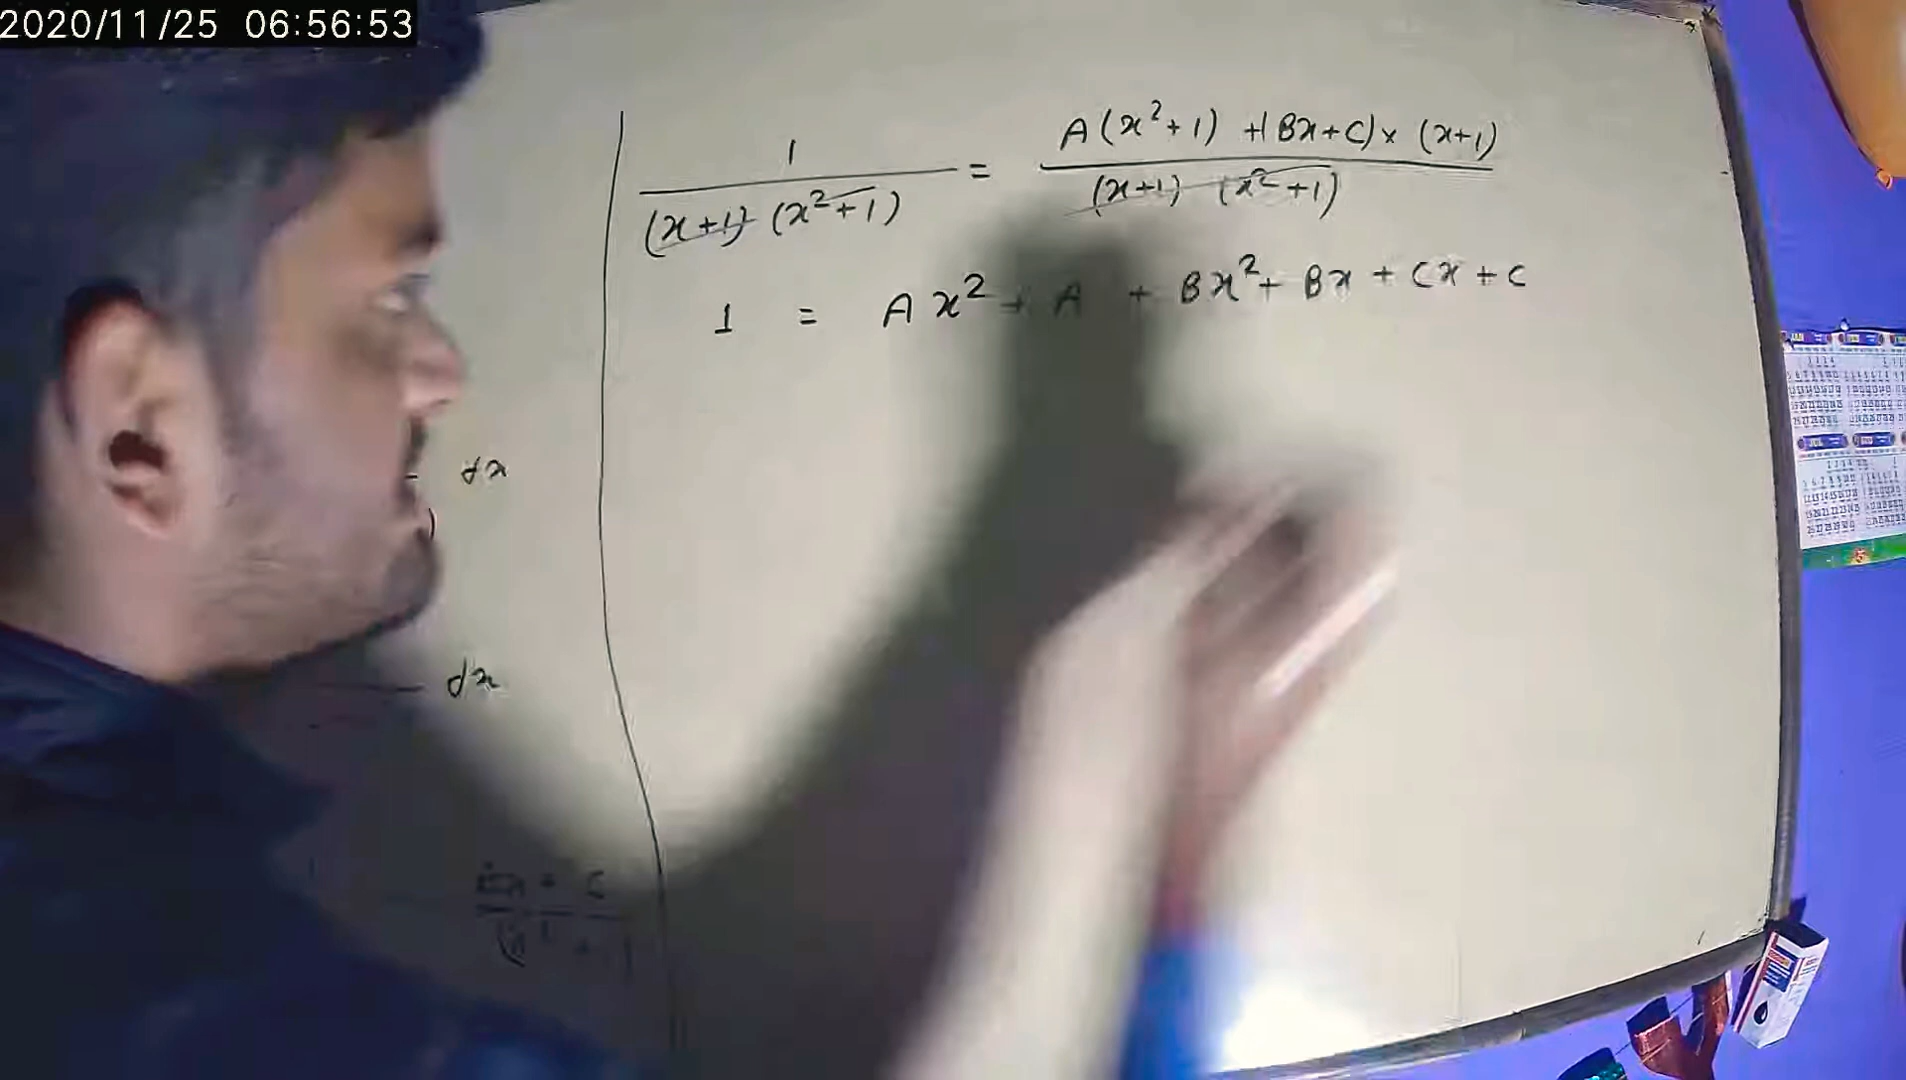 2020/11/25 06:56:53
1 / (x+1) (x²+1) = A(x²+1) + (Bx+C) × (x+1) / (x+1) (x²+1)
1 = Ax² + A + Bx² + Bx + Cx + C
dx
dx